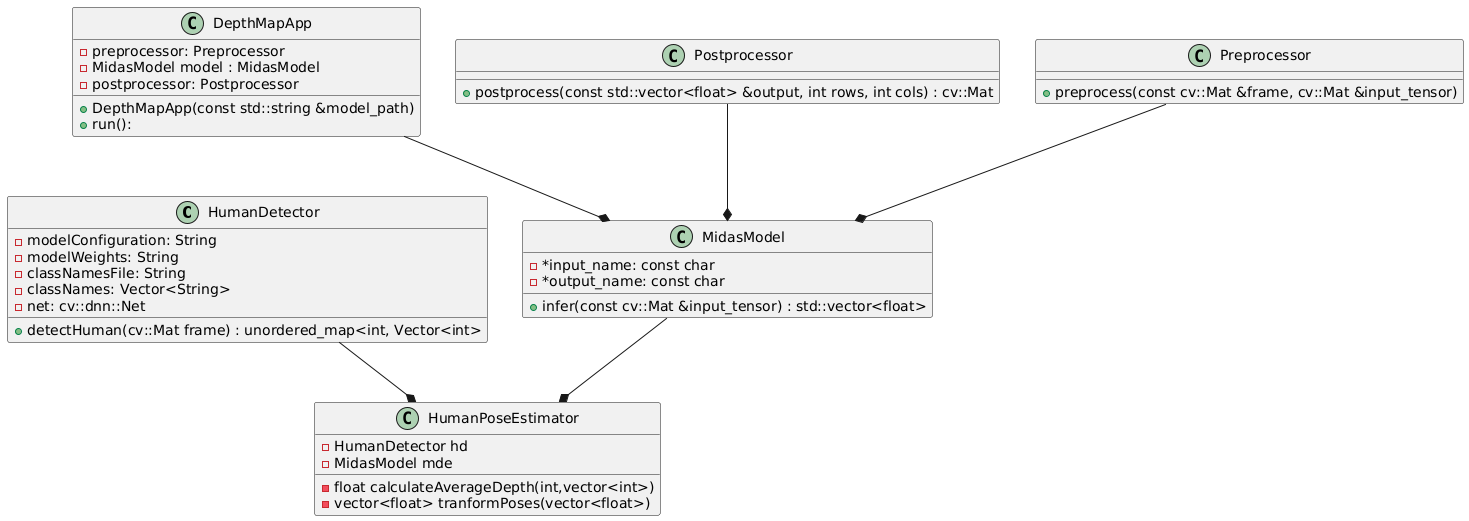 C DepthMapApp
preprocessor: Preprocessor
MidasModel model : MidasModel
postprocessor: Postprocessor
DepthMapApp(const std::string &model_path)
run():
C Postprocessor
postprocess(const std::vector<float> &output, int rows, int cols) : cv::Mat
C Preprocessor
preprocess(const cv::Mat &frame, cv::Mat &input_tensor)
C HumanDetector
modelConfiguration: String
modelWeights: String
classNamesFile: String
classNames: Vector<String>
net: cv::dnn::Net
detectHuman(cv::Mat frame) : unordered_map<int, Vector<int>
C MidasModel
*input_name: const char
*output_name: const char
infer(const cv::Mat &input_tensor) : std::vector<float>
C HumanPoseEstimator
HumanDetector hd
MidasModel mde
float calculateAverageDepth(int,vector<int>)
vector<float> tranformPoses(vector<float>)